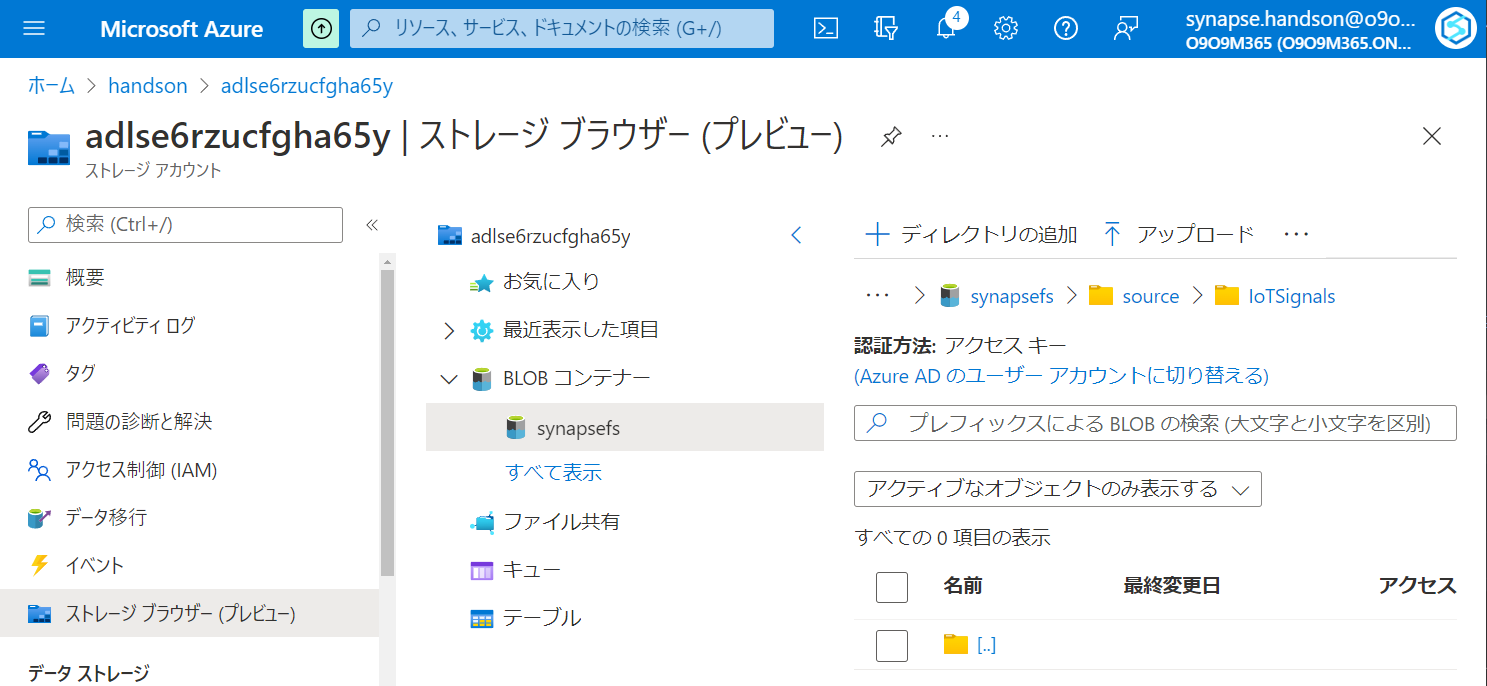 Microsoft Azure
リソース、サービス、ドキュメントの検索 (G+/)
4
synapse.handson@o9o...
O9O9M365 (O9O9M365.ON...
ホーム > handson > adlse6rzucfgha65y
adlse6rzucfgha65y | ストレージ ブラウザー (プレビュー)
ストレージ アカウント
検索 (Ctrl+/)
概要
アクティビティ ログ
タグ
問題の診断と解決
アクセス制御 (IAM)
データ移行
イベント
ストレージ ブラウザー (プレビュー)
データ ストレージ
adlse6rzucfgha65y
お気に入り
最近表示した項目
BLOB コンテナー
synapsefs
すべて表示
ファイル共有
キュー
テーブル
ディレクトリの追加 アップロード ...
... > synapsefs > source > IoTSignals
認証方法: アクセス キー
(Azure AD のユーザー アカウントに切り替える)
プレフィックスによる BLOB の検索 (大文字と小文字を区別)
アクティブなオブジェクトのみ表示する
すべての 0 項目の表示
名前 最終変更日 アクセス
[..]